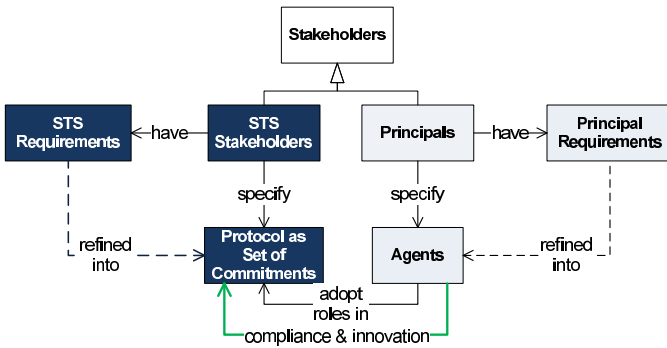 Stakeholders
STS
Requirements
have
STS
Stakeholders
Principals
have
Principal
Requirements
specify
specify
refined
into
Protocol as
Set of
Commitments
Agents
refined
into
adopt
roles in
compliance & innovation